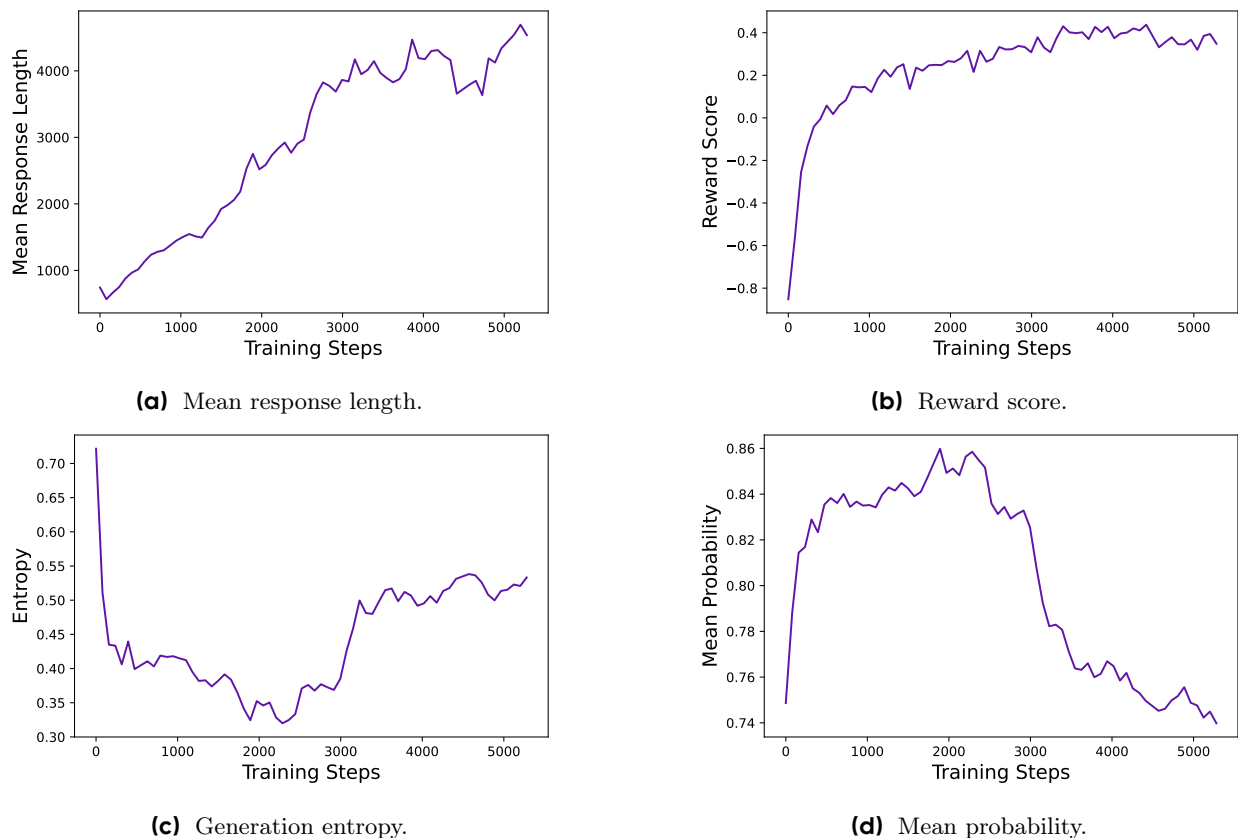 Mean Response Length
4000
3000
4000
1000
0 1000 2000 3000 4000 5000
Training Steps
(a) Mean response length.
Reward Score
0.4
0.2
0.0
−0.2
−0.4
−0.6
−0.8
0 1000 2000 3000 4000 5000
Training Steps
(b) Reward score.
Entropy
0.70
0.65
0.60
0.55
0.50
0.45
0.40
0.35
0.30
0 1000 2000 3000 4000 5000
Training Steps
(c) Generation entropy.
Mean Probability
0.86
0.84
0.82
0.80
0.78
0.76
0.74
0 1000 2000 3000 4000 5000
Training Steps
(d) Mean probability.